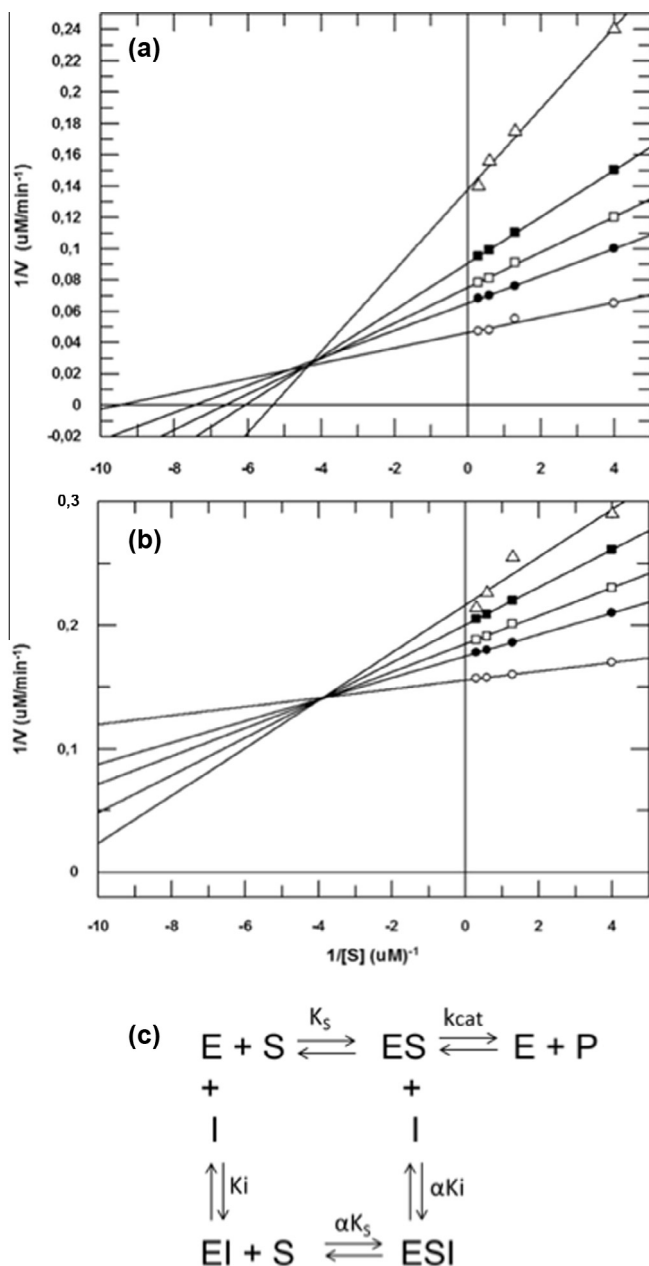 (a)
0,24
0,22
0,2
0,18
0,16
0,14
0,12
0,1
0,08
0,06
0,04
0,02
0
-0,02
1/V (uM/min⁻¹)
-10 -8 -6 -4 -2 0 2 4
(b)
0,3
0,2
0,1
0
1/V (uM/min⁻¹)
-10 -8 -6 -4 -2 0 2 4
1/[S] (uM)⁻¹
(c)
E + S Kₛ ES kcat E + P
+ +
I I
Ki αKi
EI + S αKₛ ESI